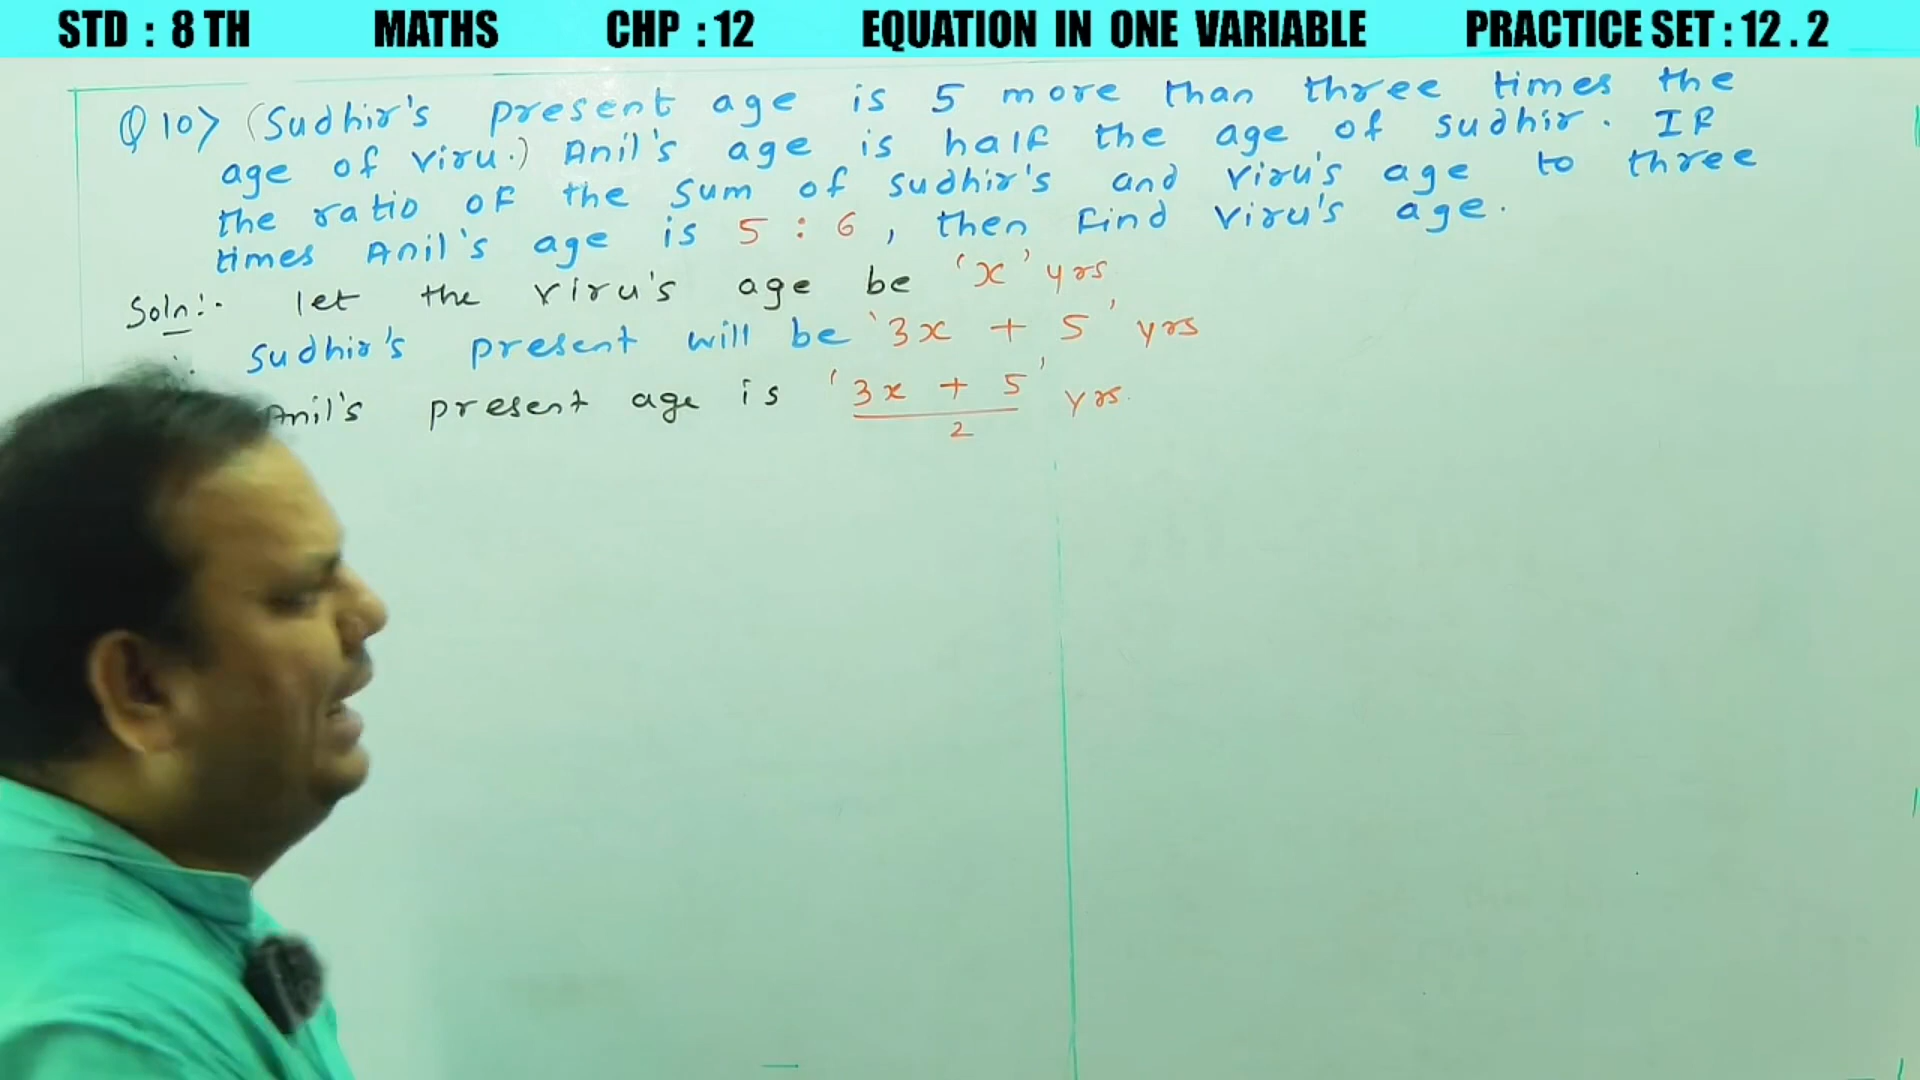 STD : 8 TH MATHS CHP : 12 EQUATION IN ONE VARIABLE PRACTICE SET : 12 . 2
Q 10> (Sudhir's present age is 5 more than three times the
age of viru.) Anil's age is half the age of sudhir. IF
the ratio OF the sum of sudhir's and viru's age to three
times Anil's age is 5 : 6 , then Find viru's age.
Soln:- let the viru's age be 'x' yrs
∴ Sudhir's present will be '3x + 5' yrs
Anil's present age is '3x + 5' yrs.
2